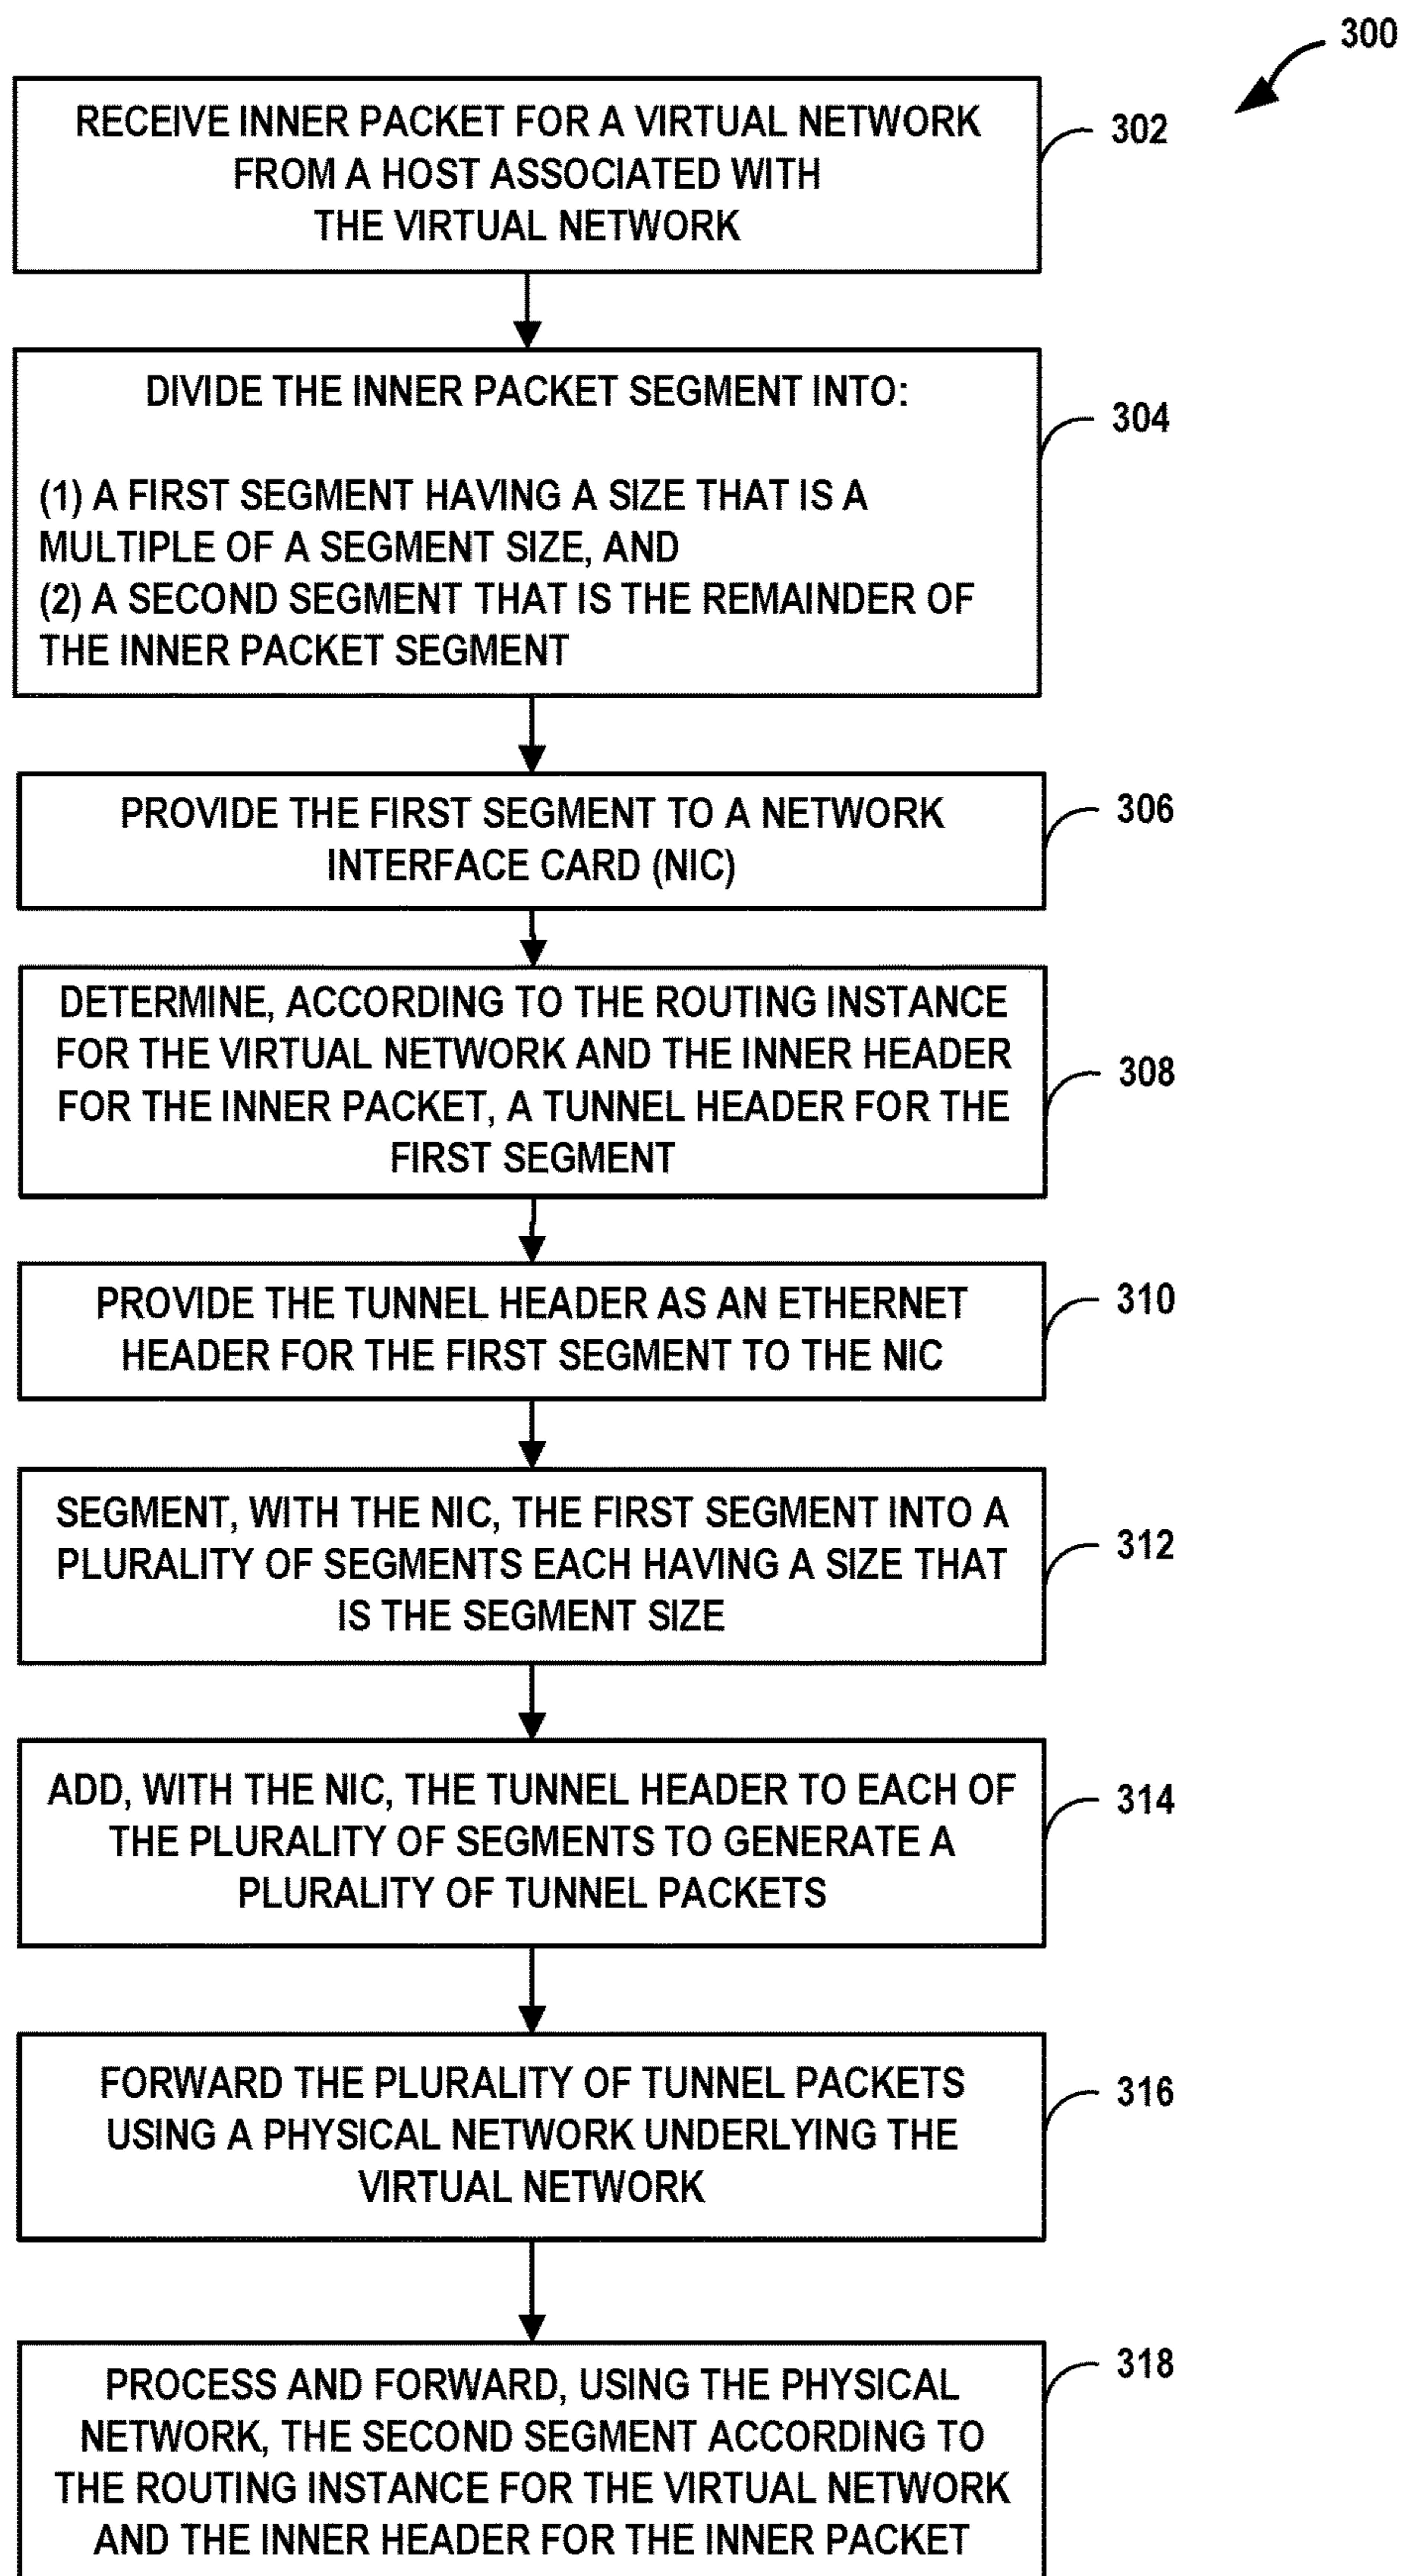 300
RECEIVE INNER PACKET FOR A VIRTUAL NETWORK
FROM A HOST ASSOCIATED WITH
THE VIRTUAL NETWORK
302
DIVIDE THE INNER PACKET SEGMENT INTO:
304
(1) A FIRST SEGMENT HAVING A SIZE THAT IS A
MULTIPLE OF A SEGMENT SIZE, AND
(2) A SECOND SEGMENT THAT IS THE REMAINDER OF
THE INNER PACKET SEGMENT
PROVIDE THE FIRST SEGMENT TO A NETWORK
INTERFACE CARD (NIC)
306
DETERMINE, ACCORDING TO THE ROUTING INSTANCE
FOR THE VIRTUAL NETWORK AND THE INNER HEADER
FOR THE INNER PACKET, A TUNNEL HEADER FOR THE
FIRST SEGMENT
308
PROVIDE THE TUNNEL HEADER AS AN ETHERNET
HEADER FOR THE FIRST SEGMENT TO THE NIC
310
SEGMENT, WITH THE NIC, THE FIRST SEGMENT INTO A
PLURALITY OF SEGMENTS EACH HAVING A SIZE THAT
IS THE SEGMENT SIZE
312
ADD, WITH THE NIC, THE TUNNEL HEADER TO EACH OF
THE PLURALITY OF SEGMENTS TO GENERATE A
PLURALITY OF TUNNEL PACKETS
314
FORWARD THE PLURALITY OF TUNNEL PACKETS
USING A PHYSICAL NETWORK UNDERLYING THE
VIRTUAL NETWORK
316
PROCESS AND FORWARD, USING THE PHYSICAL
NETWORK, THE SECOND SEGMENT ACCORDING TO
THE ROUTING INSTANCE FOR THE VIRTUAL NETWORK
AND THE INNER HEADER FOR THE INNER PACKET
318